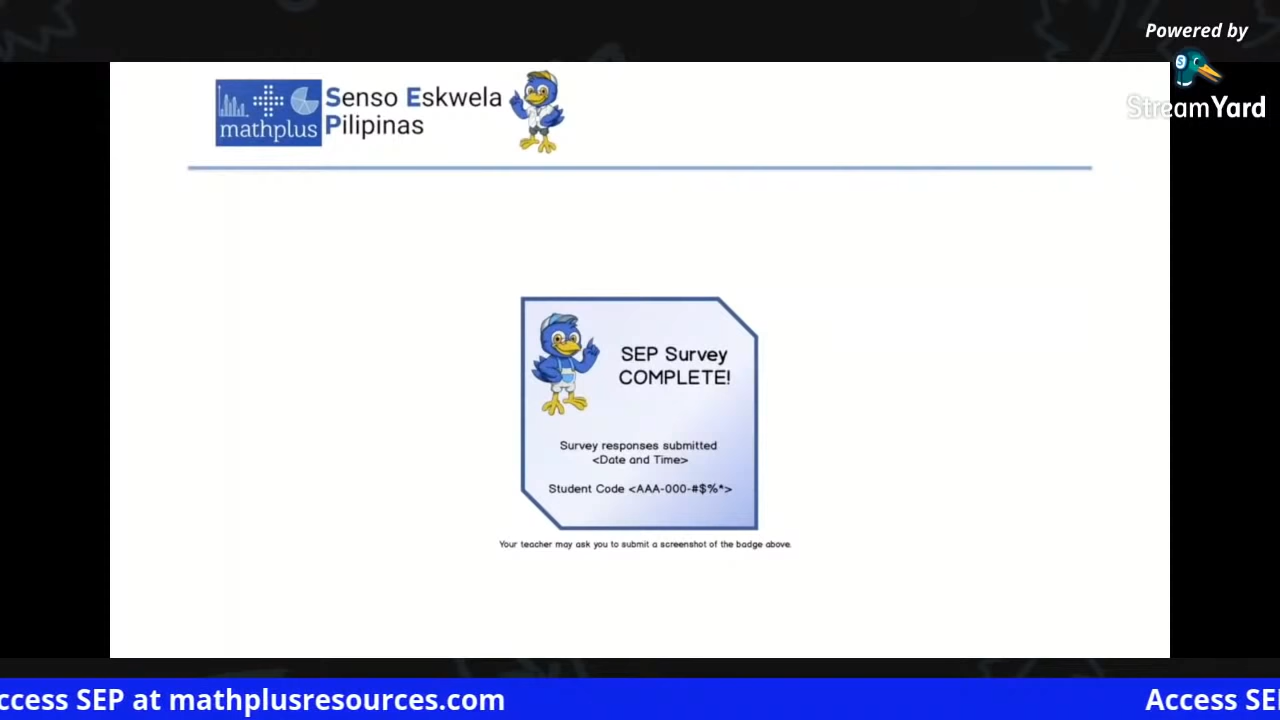 Powered by
StreamYard
mathplus
Senso Eskwela
Pilipinas
SEP Survey
COMPLETE!
Survey responses submitted
<Date and Time>
Student Code <AAA-000-#$%*>
Your teacher may ask you to submit a screenshot of the badge above.
ccess SEP at mathplusresources.com
Access SE